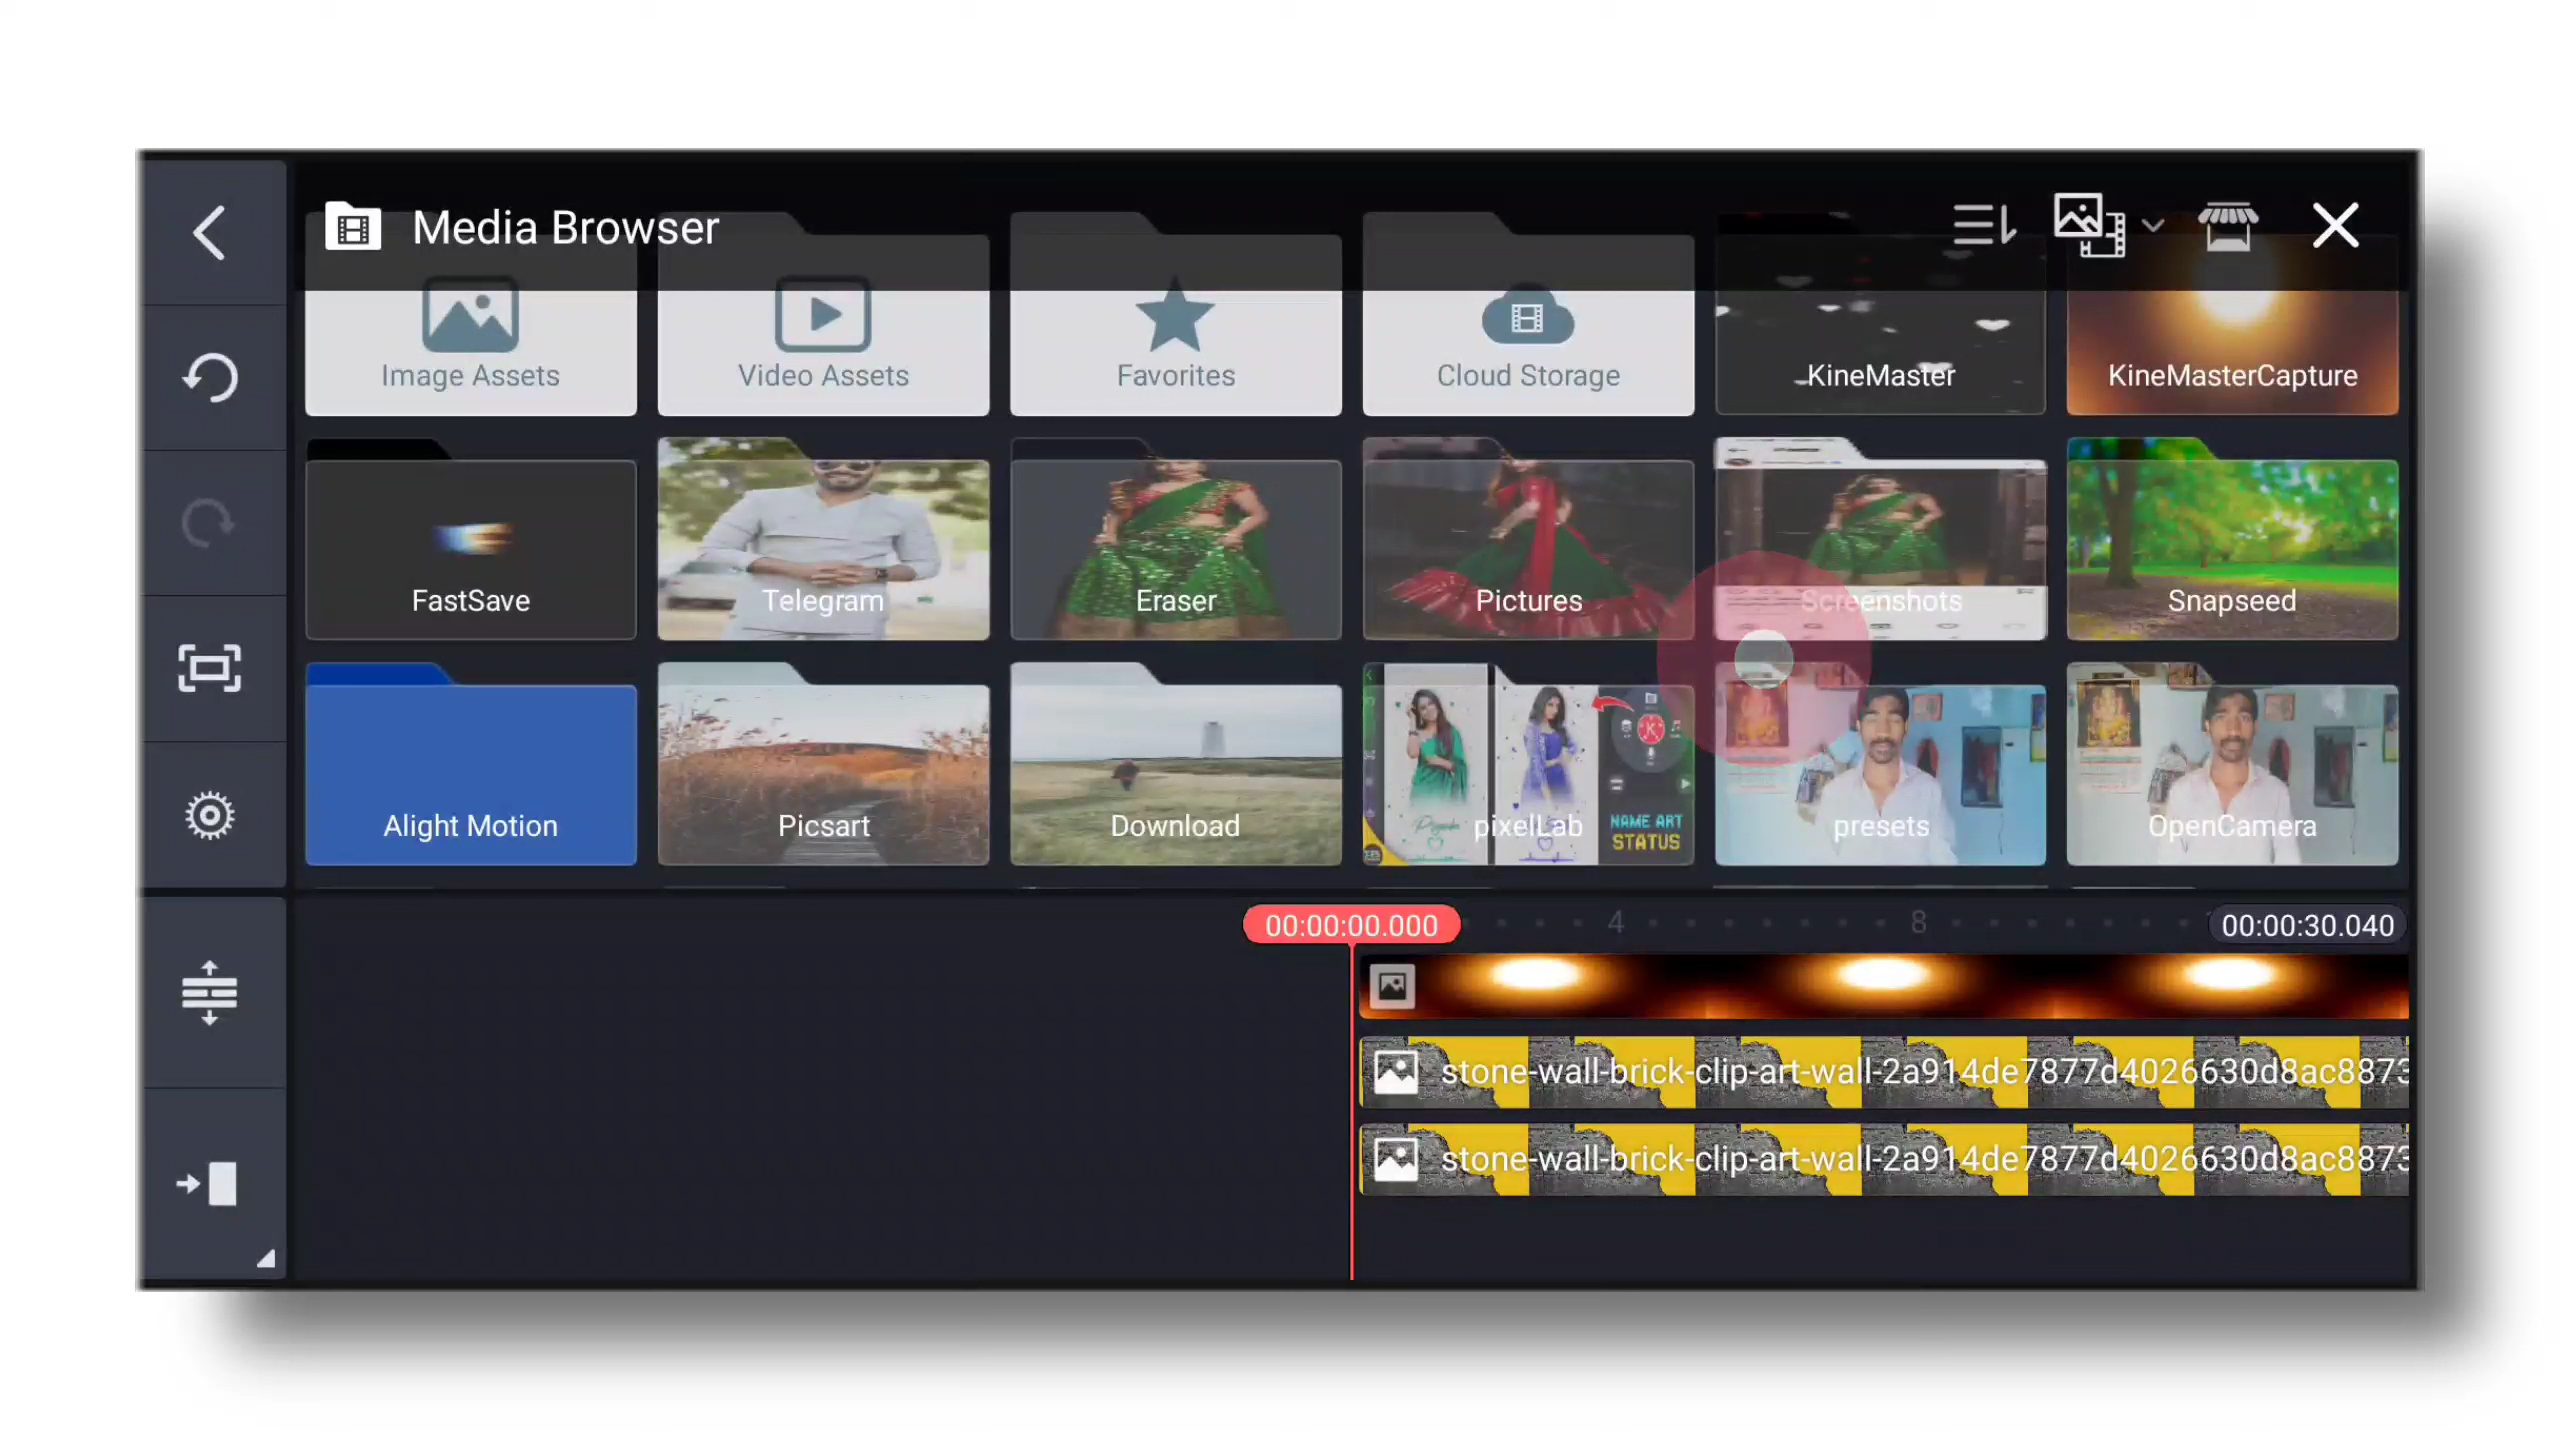 Media Browser
Image Assets
Video Assets
Favorites
Cloud Storage
KineMaster
KineMasterCapture
FastSave
Telegram
Eraser
Pictures
Screenshots
Snapseed
Alight Motion
Picsart
Download
pixelLab
NAME ART
STATUS
presets
OpenCamera
00:00:00.000
4
8
00:00:30.040
stone-wall-brick-clip-art-wall-2a914de7877d4026630d8ac8873
stone-wall-brick-clip-art-wall-2a914de7877d4026630d8ac8873